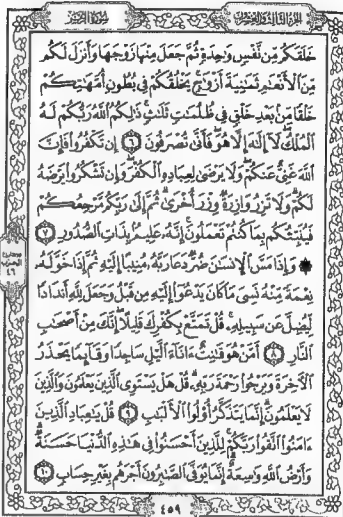 الجزء الثالث والعشرون
سورة الزمر
خَلَقَكُم مِّن نَّفْسٍ وَٰحِدَةٍ ثُمَّ جَعَلَ مِنْهَا زَوْجَهَا وَأَنزَلَ لَكُم
مِّنَ ٱلْأَنْعَٰمِ ثَمَٰنِيَةَ أَزْوَٰجٍ ۚ يَخْلُقُكُمْ فِى بُطُونِ أُمَّهَٰتِكُمْ
خَلْقًا مِّنۢ بَعْدِ خَلْقٍ فِى ظُلُمَٰتٍ ثَلَٰثٍ ۚ ذَٰلِكُمُ ٱللَّهُ رَبُّكُمْ لَهُ
ٱلْمُلْكُ ۖ لَآ إِلَٰهَ إِلَّا هُوَ ۖ فَأَنَّىٰ تُصْرَفُونَ ٦ إِن تَكْفُرُوا۟ فَإِنَّ
ٱللَّهَ غَنِىٌّ عَنكُمْ ۖ وَلَا يَرْضَىٰ لِعِبَادِهِ ٱلْكُفْرَ ۖ وَإِن تَشْكُرُوا۟ يَرْضَهُ
لَكُمْ ۗ وَلَا تَزِرُ وَازِرَةٌ وِزْرَ أُخْرَىٰ ۗ ثُمَّ إِلَىٰ رَبِّكُم مَّرْجِعُكُمْ
فَيُنَبِّئُكُم بِمَا كُنتُمْ تَعْمَلُونَ ۚ إِنَّهُۥ عَلِيمٌۢ بِذَاتِ ٱلصُّدُورِ ٧
۞ وَإِذَا مَسَّ ٱلْإِنسَٰنَ ضُرٌّ دَعَا رَبَّهُۥ مُنِيبًا إِلَيْهِ ثُمَّ إِذَا خَوَّلَهُۥ
نِعْمَةً مِّنْهُ نَسِىَ مَا كَانَ يَدْعُوٓا۟ إِلَيْهِ مِن قَبْلُ وَجَعَلَ لِلَّهِ أَندَادًا
لِّيُضِلَّ عَن سَبِيلِهِۦ ۚ قُلْ تَمَتَّعْ بِكُفْرِكَ قَلِيلًا ۖ إِنَّكَ مِنْ أَصْحَٰبِ
ٱلنَّارِ ٨ أَمَّنْ هُوَ قَٰنِتٌ ءَانَآءَ ٱلَّيْلِ سَاجِدًا وَقَآئِمًا يَحْذَرُ
ٱلْءَاخِرَةَ وَيَرْجُوا۟ رَحْمَةَ رَبِّهِۦ ۗ قُلْ هَلْ يَسْتَوِى ٱلَّذِينَ يَعْلَمُونَ وَٱلَّذِينَ
لَا يَعْلَمُونَ ۗ إِنَّمَا يَتَذَكَّرُ أُو۟لُوا۟ ٱلْأَلْبَٰبِ ٩ قُلْ يَٰعِبَادِ ٱلَّذِينَ
ءَامَنُوا۟ ٱتَّقُوا۟ رَبَّكُمْ ۚ لِلَّذِينَ أَحْسَنُوا۟ فِى هَٰذِهِ ٱلدُّنْيَا حَسَنَةٌ ۗ
وَأَرْضُ ٱللَّهِ وَٰسِعَةٌ ۗ إِنَّمَا يُوَفَّى ٱلصَّٰبِرُونَ أَجْرَهُم بِغَيْرِ حِسَابٍ ١٠
٤٥٩